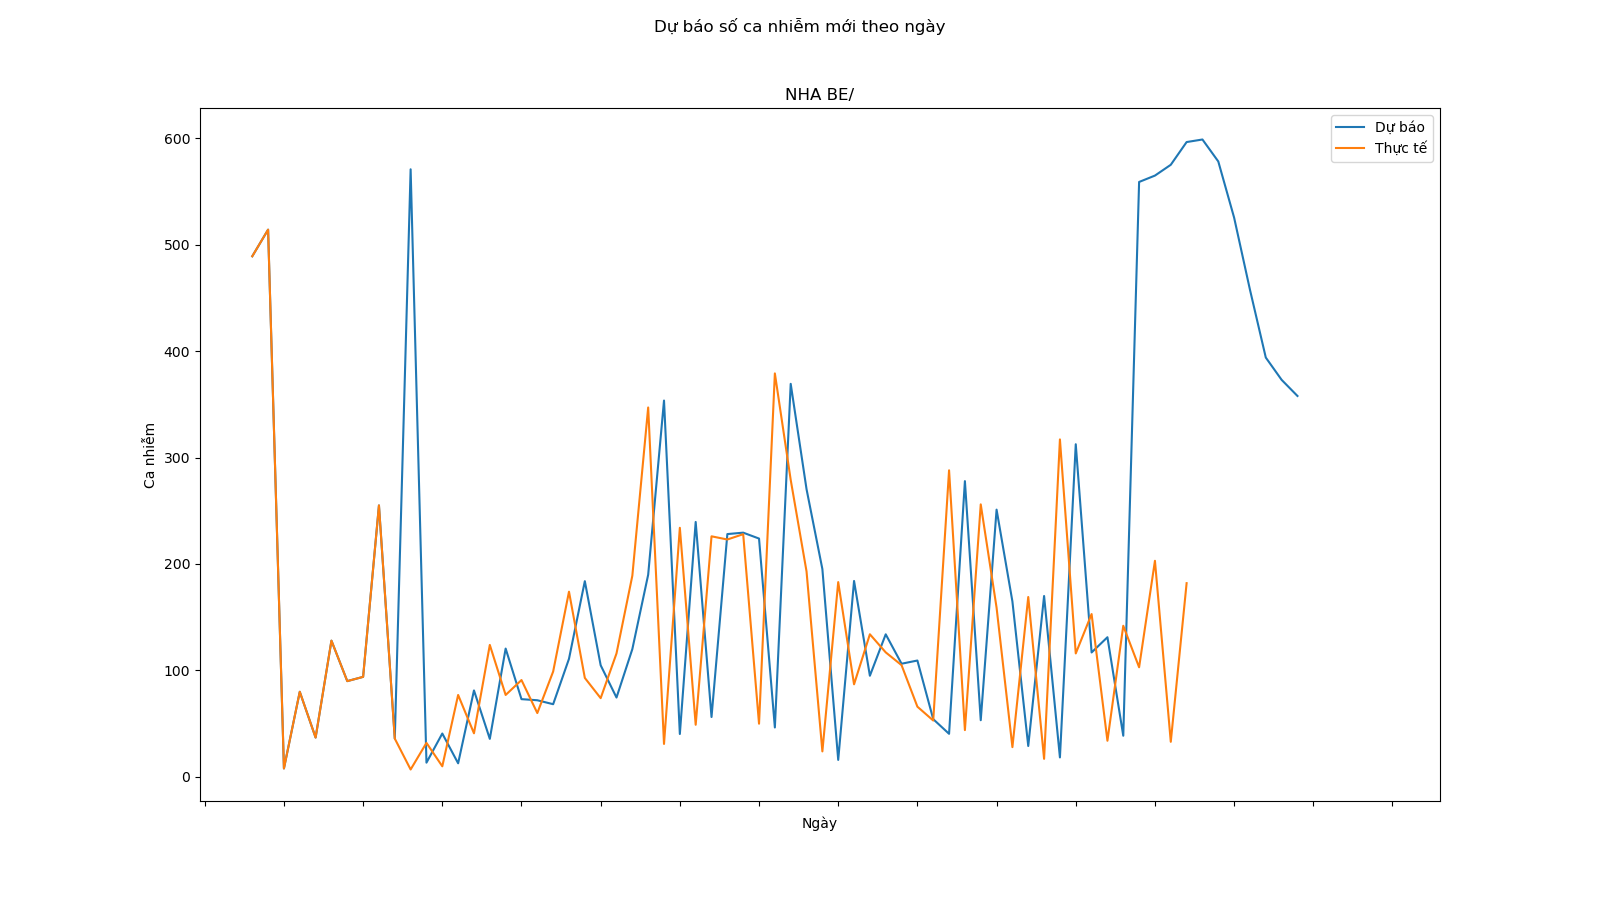 Dự báo số ca nhiễm mới theo ngày
NHA BE/
Dự báo
Thực tế
600
500
400
300
200
100
0
Ca nhiễm
Ngày